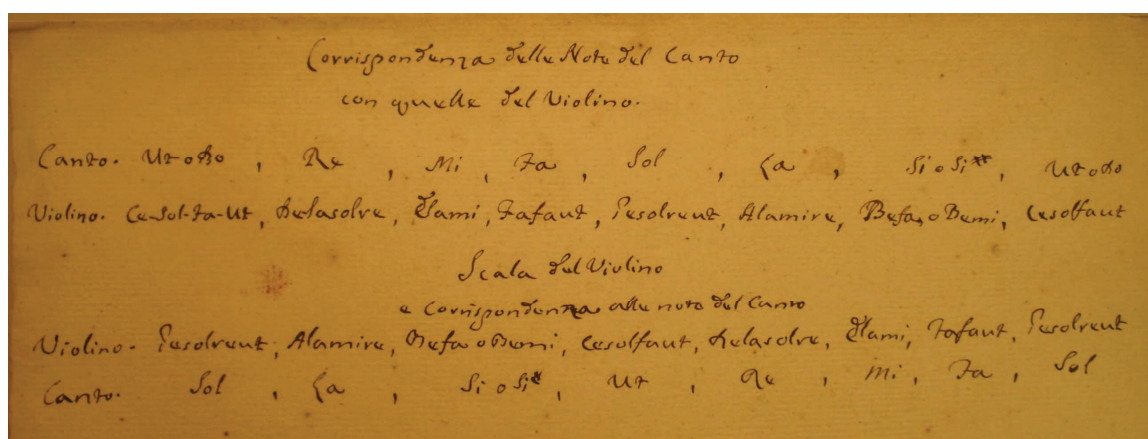 Corrispondenza delle Note del Canto
con quelle del Violino.
Canto. Ut o Do , Re , Mi , Fa , Sol , La , Si o Si# , Ut o Do
Violino. Ce-Sol-Fa-Ut, Delasolre, Elami, Fafaut, Gesolreut, Alamire, Befa, o Bemi, Cesolfaut
Scala del Violino
e Corrispondenza alle note del Canto
Violino. Gesolreut, Alamire, Befa o Bemi, Cesolfaut, Delasolre, Elami, Fafaut, Gesolreut
Canto. Sol , La , Si o Si# , Ut , Re , Mi , Fa , Sol